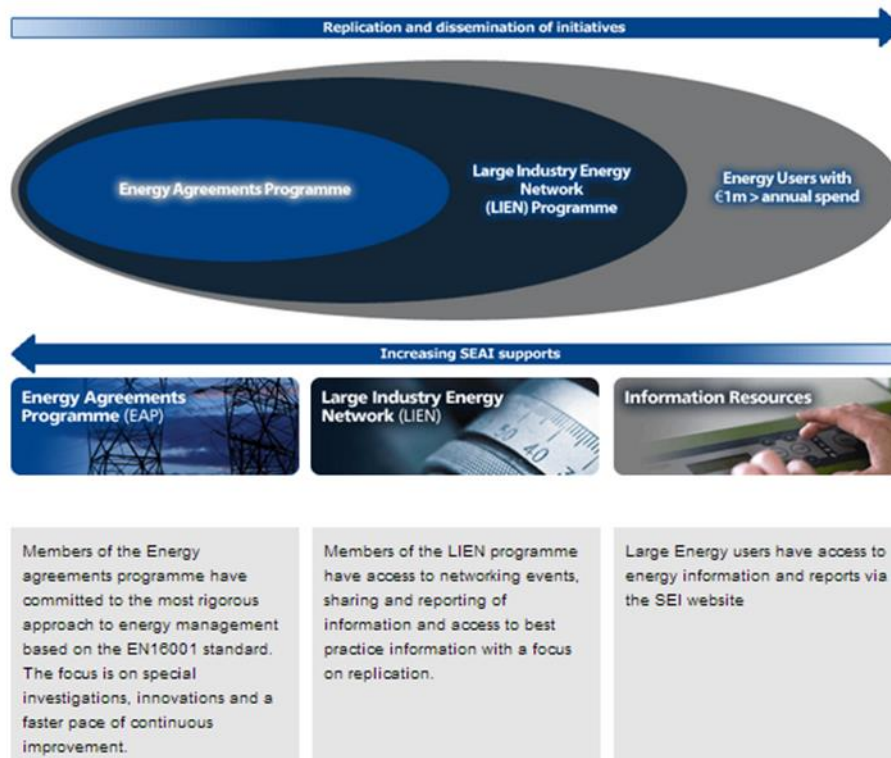 Replication and dissemination of initiatives
Energy Agreements Programme
Large Industry Energy
Network
(LIEN) Programme
Energy Users with
€1m > annual spend
Increasing SEAI supports
Energy Agreements
Programme (EAP)
Large Industry Energy
Network (LIEN)
50 40
Information Resources
Members of the Energy
agreements programme have
committed to the most rigorous
approach to energy management
based on the EN16001 standard.
The focus is on special
investigations, innovations and a
faster pace of continuous
improvement.
Members of the LIEN programme
have access to networking events,
sharing and reporting of
information and access to best
practice information with a focus
on replication.
Large Energy users have access to
energy information and reports via
the SEI website